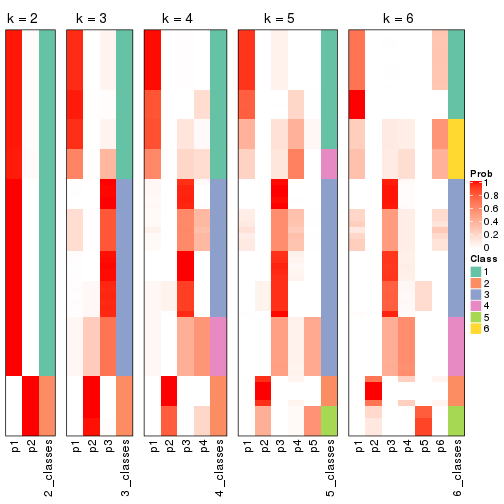 k = 2
k = 3
k = 4
k = 5
k = 6
Prob
1
0.8
0.6
0.4
0.2
0
Class
1
2
3
4
5
6
p1
p2
2_classes
p1
p2
p3
3_classes
p1
p2
p3
p4
4_classes
p1
p2
p3
p4
p5
5_classes
p1
p2
p3
p4
p5
p6
6_classes